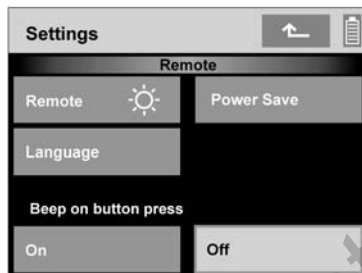 Settings
Remote
Remote Power Save
Language
Beep on button press
On Off